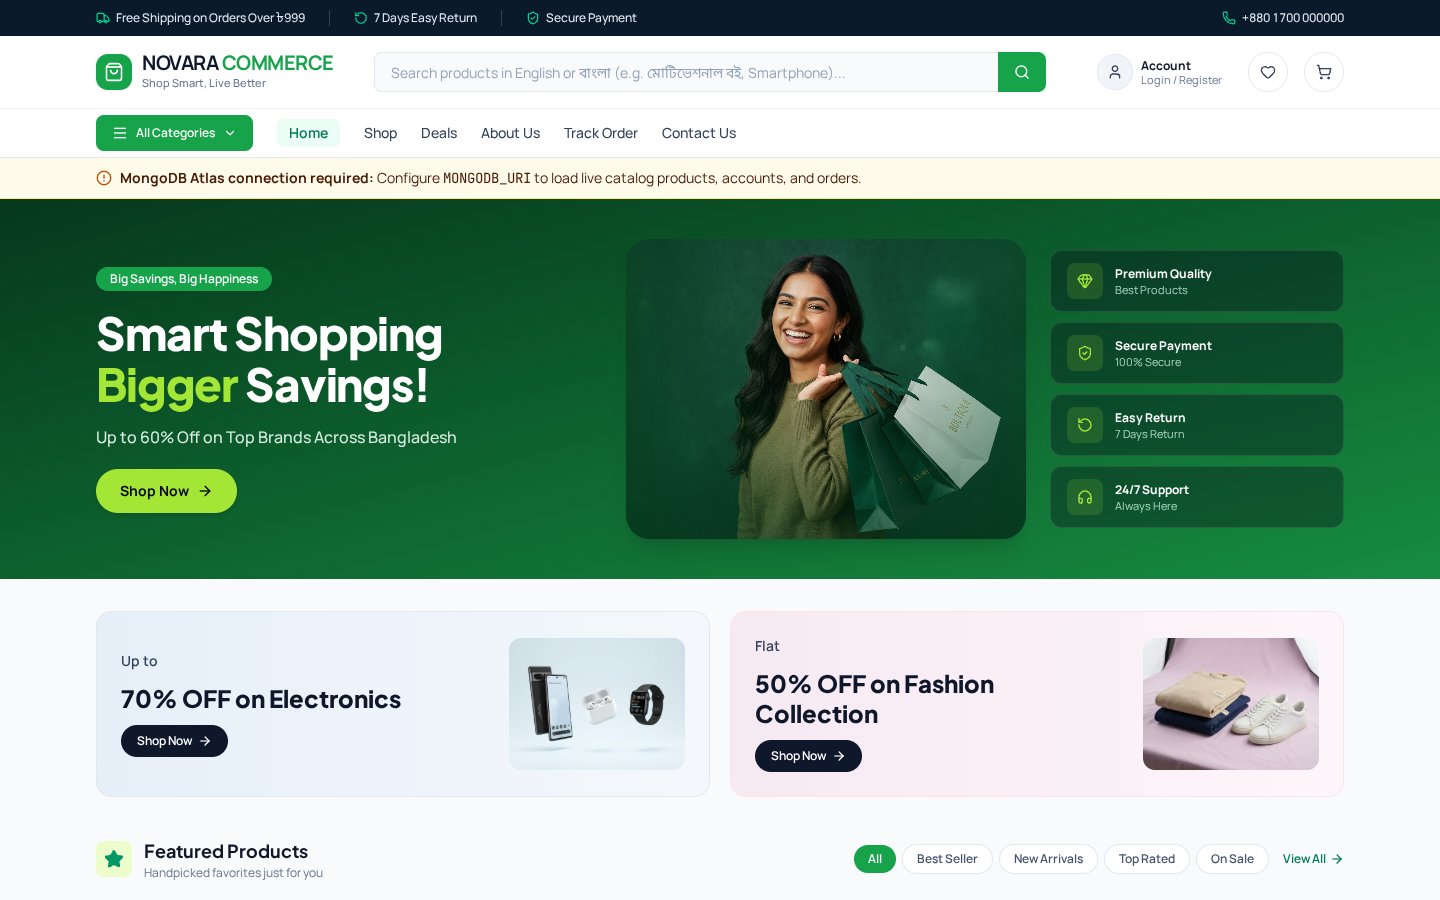 Free Shipping on Orders Over ৳999
7 Days Easy Return
Secure Payment
+880 1700 000000
NOVARA COMMERCE
Shop Smart, Live Better
Search products in English or বাংলা (e.g. মোটিভেশনাল বই, Smartphone)...
Account
Login / Register
All Categories
Home
Shop
Deals
About Us
Track Order
Contact Us
MongoDB Atlas connection required: Configure MONGODB_URI to load live catalog products, accounts, and orders.
Big Savings, Big Happiness
Smart Shopping
Bigger Savings!
Up to 60% Off on Top Brands Across Bangladesh
Shop Now
BOUTIQUE
Premium Quality
Best Products
Secure Payment
100% Secure
Easy Return
7 Days Return
24/7 Support
Always Here
Up to
70% OFF on Electronics
Shop Now
Flat
50% OFF on Fashion
Collection
Shop Now
Featured Products
Handpicked favorites just for you
All
Best Seller
New Arrivals
Top Rated
On Sale
View All